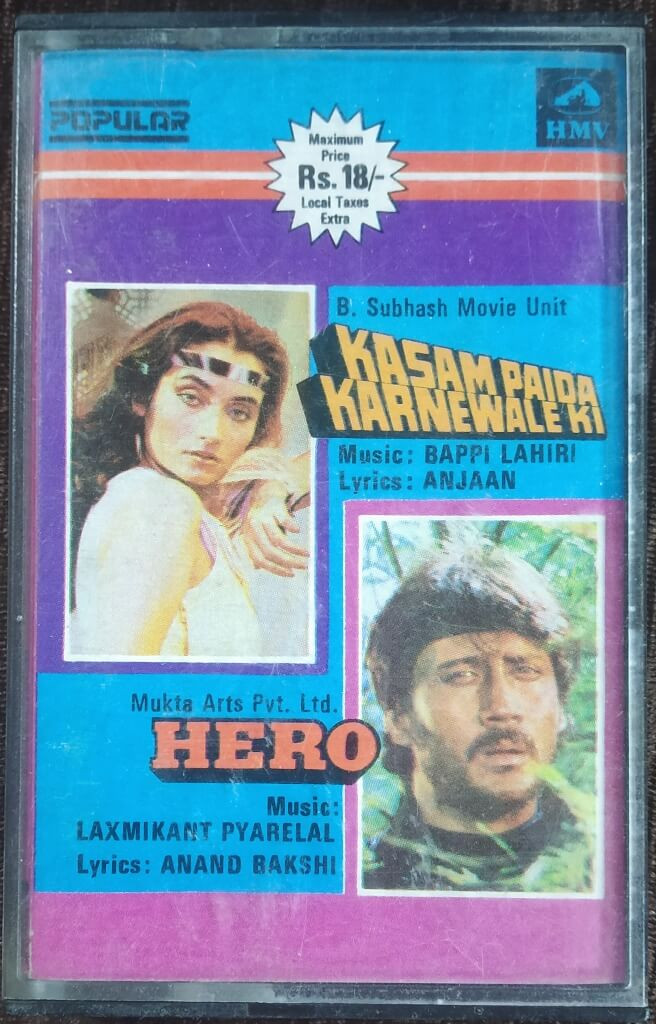 POPULAR
HMV
Maximum
Price
Rs. 18/-
Local Taxes
Extra
B. Subhash Movie Unit
KASAM PAIDA
KARNEWALE KI
Music: BAPPI LAHIRI
Lyrics: ANJAAN
Mukta Arts Pvt. Ltd.
HERO
Music:
LAXMIKANT PYARELAL
Lyrics: ANAND BAKSHI